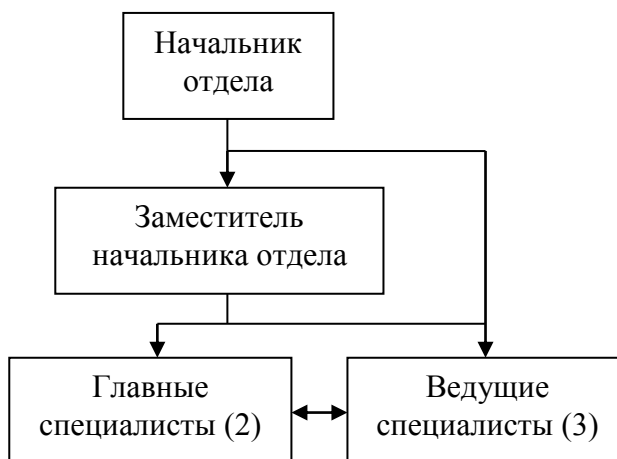 Начальник
отдела
Заместитель
начальника отдела
Главные
специалисты (2)
Ведущие
специалисты (3)